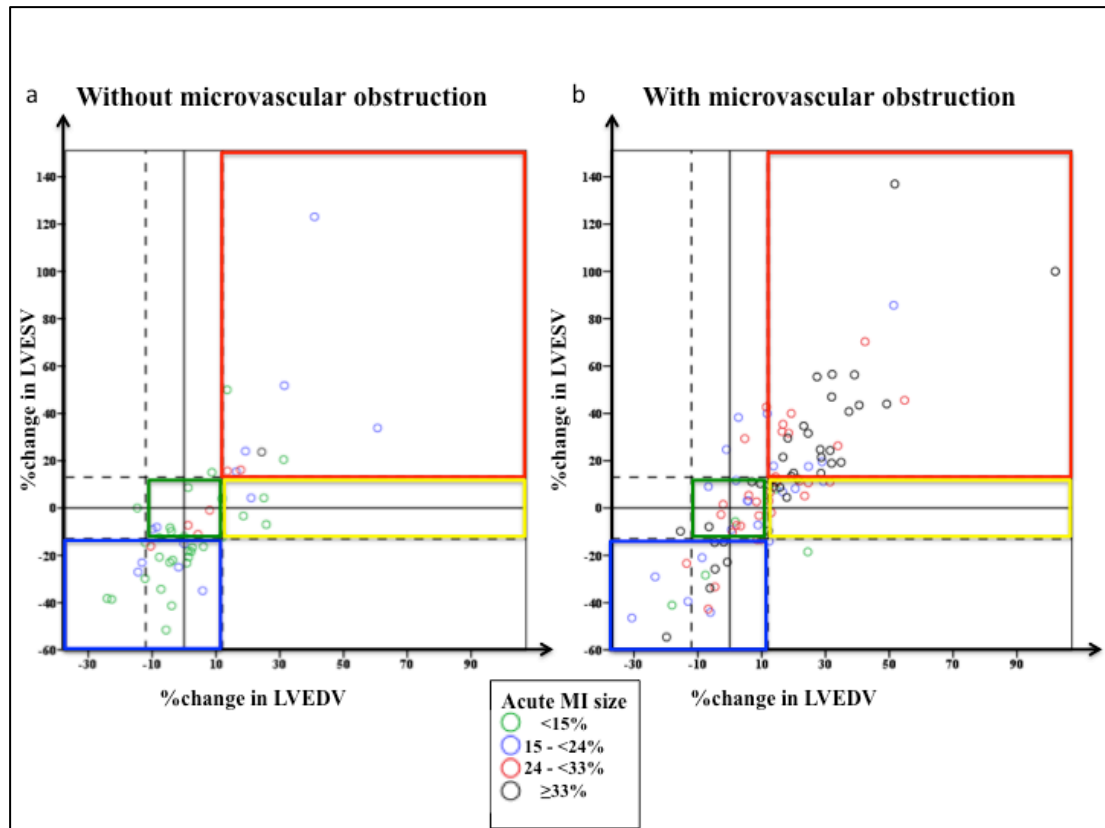 a Without microvascular obstruction
b With microvascular obstruction
%change in LVESV
140
120
100
80
60
40
20
0
-20
-40
-60
-30 -10 10 30 50 70 90
%change in LVEDV
%change in LVESV
140
120
100
80
60
40
20
0
-20
-40
-60
-30 -10 10 30 50 70 90
%change in LVEDV
Acute MI size
<15%
15 - <24%
24 - <33%
≥33%